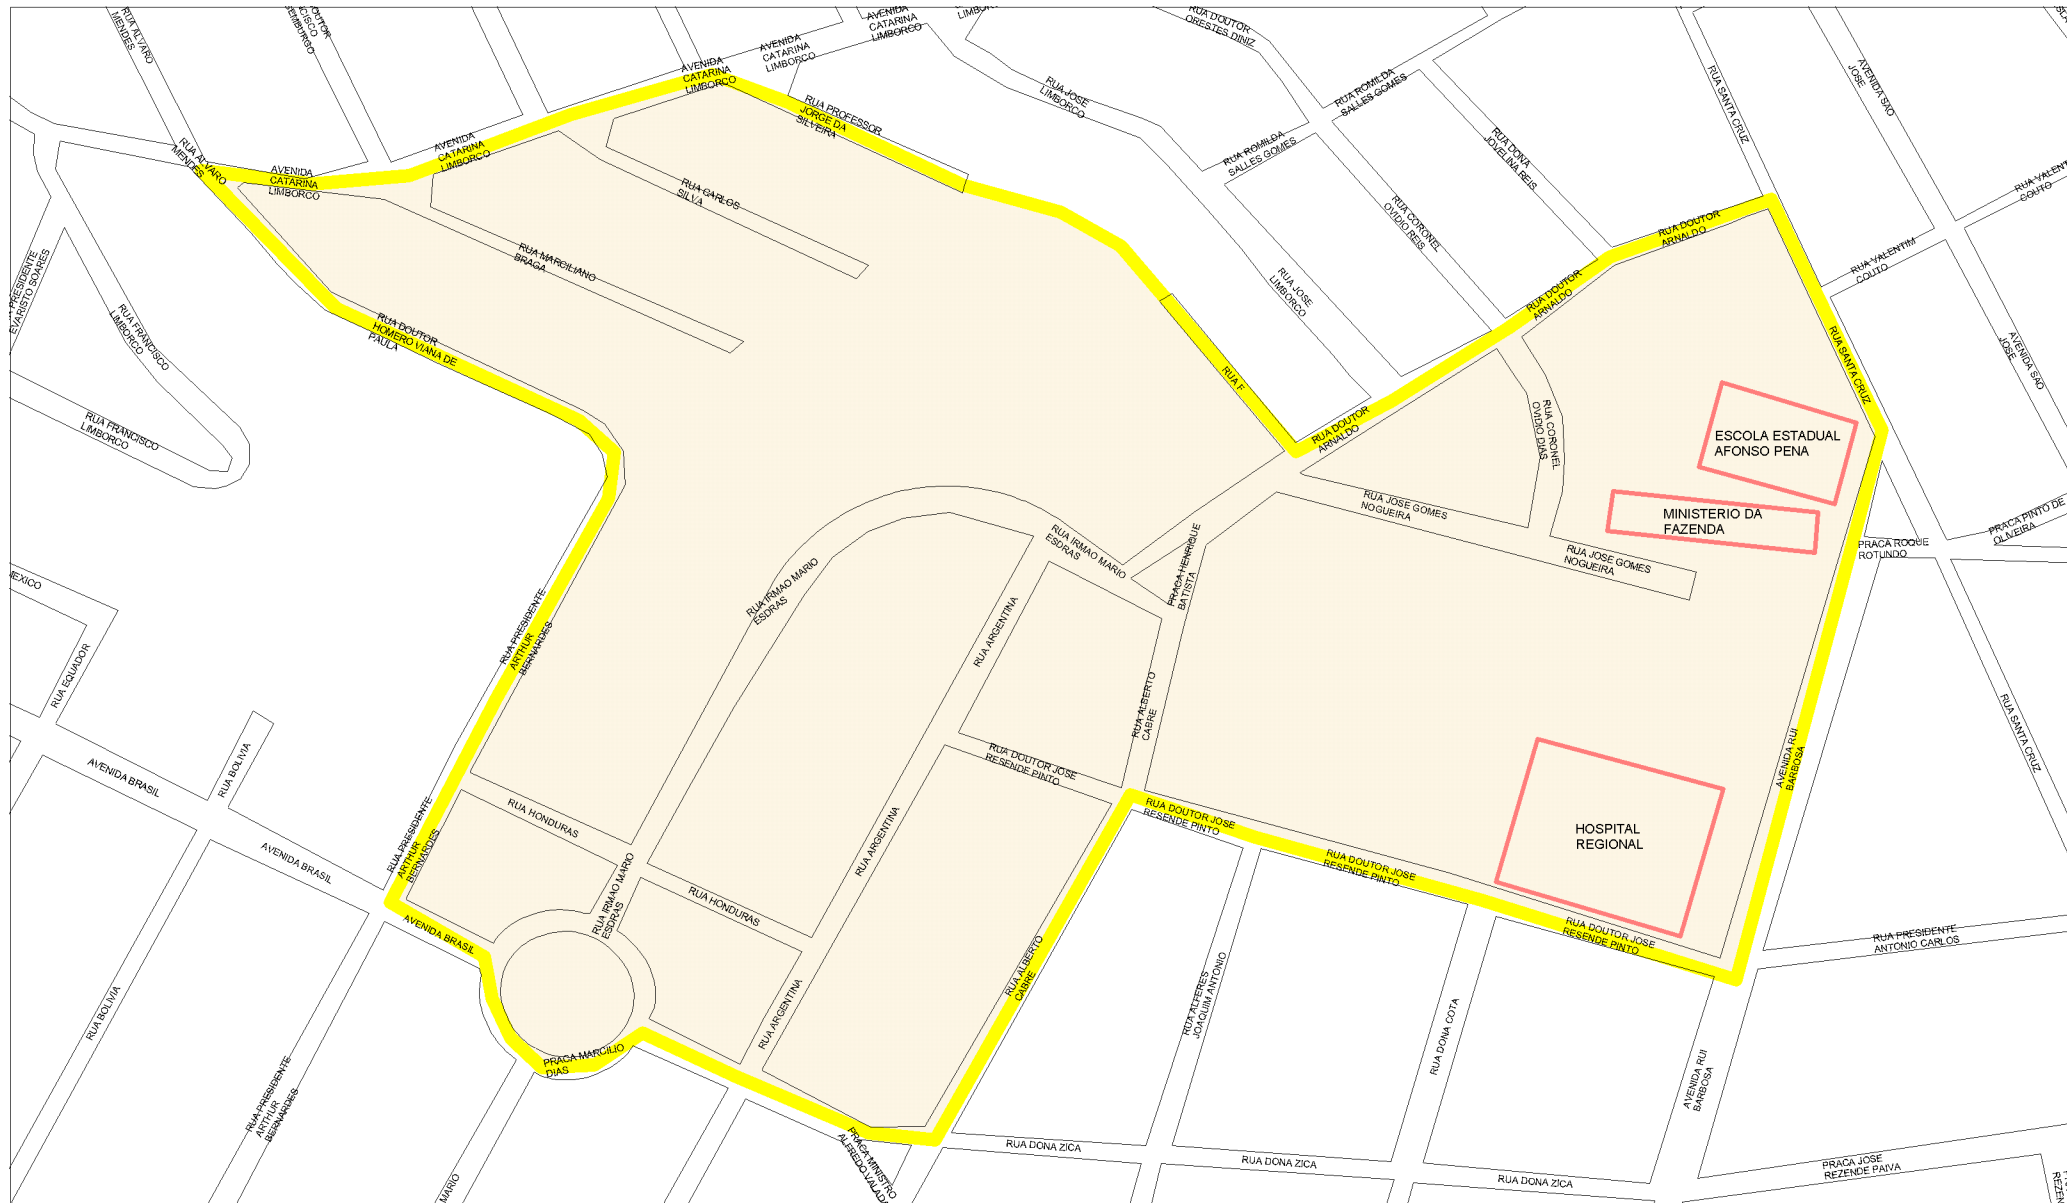 RUA ALVARO
MENDES
AVENIDA
CATARINA
LIMBORCO
RUA DOUTOR
ORESTES DINIZ
AVENIDA
CATARINA
LIMBORCO
AVENIDA
CATARINA
LIMBORCO
RUA JOSE
LIMBORCO
RUA ROMILDA
SALLES GOMES
RUA SANTA CRUZ
AVENIDA SAO
JOSE
RUA PROFESSOR
JORGE DA
SILVEIRA
AVENIDA
CATARINA
LIMBORCO
RUA ALVARO
MENDES
AVENIDA
CATARINA
LIMBORCO
RUA ROMILDA
SALLES GOMES
RUA DONA
JOVELINA REIS
RUA VALENTIM
COUTO
RUA CARLOS
SILVA
RUA CORONEL
OVIDIO REIS
RUA DOUTOR
ARNALDO
RUA VALENTIM
COUTO
RUA MARCILIANO
BRAGA
EVARISTO SOARES
RUA FRANCISCO
LIMBORCO
RUA JOSE
LIMBORCO
RUA DOUTOR
ARNALDO
RUA DOUTOR
HOMERO VIANA DE
PAULA
RUA SANTA CRUZ
AVENIDA SAO
JOSE
RUA F
RUA FRANCISCO
LIMBORCO
RUA DOUTOR
ARNALDO
RUA CORONEL
OVIDIO DIAS
ESCOLA ESTADUAL
AFONSO PENA
RUA JOSE GOMES
NOGUEIRA
MINISTERIO DA
FAZENDA
PRACA PINTO DE
OLIVEIRA
PRACA ROQUE
ROTUNDO
RUA IRMAO MARIO
ESDRAS
PRACA HENRIQUE
BATISTA
RUA JOSE GOMES
NOGUEIRA
RUA IRMAO MARIO
ESDRAS
RUA PRESIDENTE
ARTHUR
BERNARDES
RUA ARGENTINA
RUA EQUADOR
RUA ALBERTO
CABRE
RUA SANTA CRUZ
AVENIDA RUI
BARBOSA
AVENIDA BRASIL
RUA BOLIVIA
RUA DOUTOR JOSE
RESENDE PINTO
RUA HONDURAS
RUA PRESIDENTE
ARTHUR
BERNARDES
RUA ARGENTINA
RUA DOUTOR JOSE
RESENDE PINTO
HOSPITAL
REGIONAL
AVENIDA BRASIL
RUA IRMAO MARIO
ESDRAS
RUA HONDURAS
RUA DOUTOR JOSE
RESENDE PINTO
AVENIDA BRASIL
RUA DOUTOR JOSE
RESENDE PINTO
RUA PRESIDENTE
ANTONIO CARLOS
RUA ALBERTO
CABRE
RUA ALFERES
JOAQUIM ANTONIO
RUA BOLIVIA
RUA ARGENTINA
PRACA MARCILIO
DIAS
RUA DONA COTA
RUA PRESIDENTE
ARTHUR
BERNARDES
AVENIDA RUI
BARBOSA
PRACA MINISTRO
RUA DONA ZICA
RUA DONA ZICA
RUA DONA ZICA
PRACA JOSE
REZENDE PAIVA
MARIO